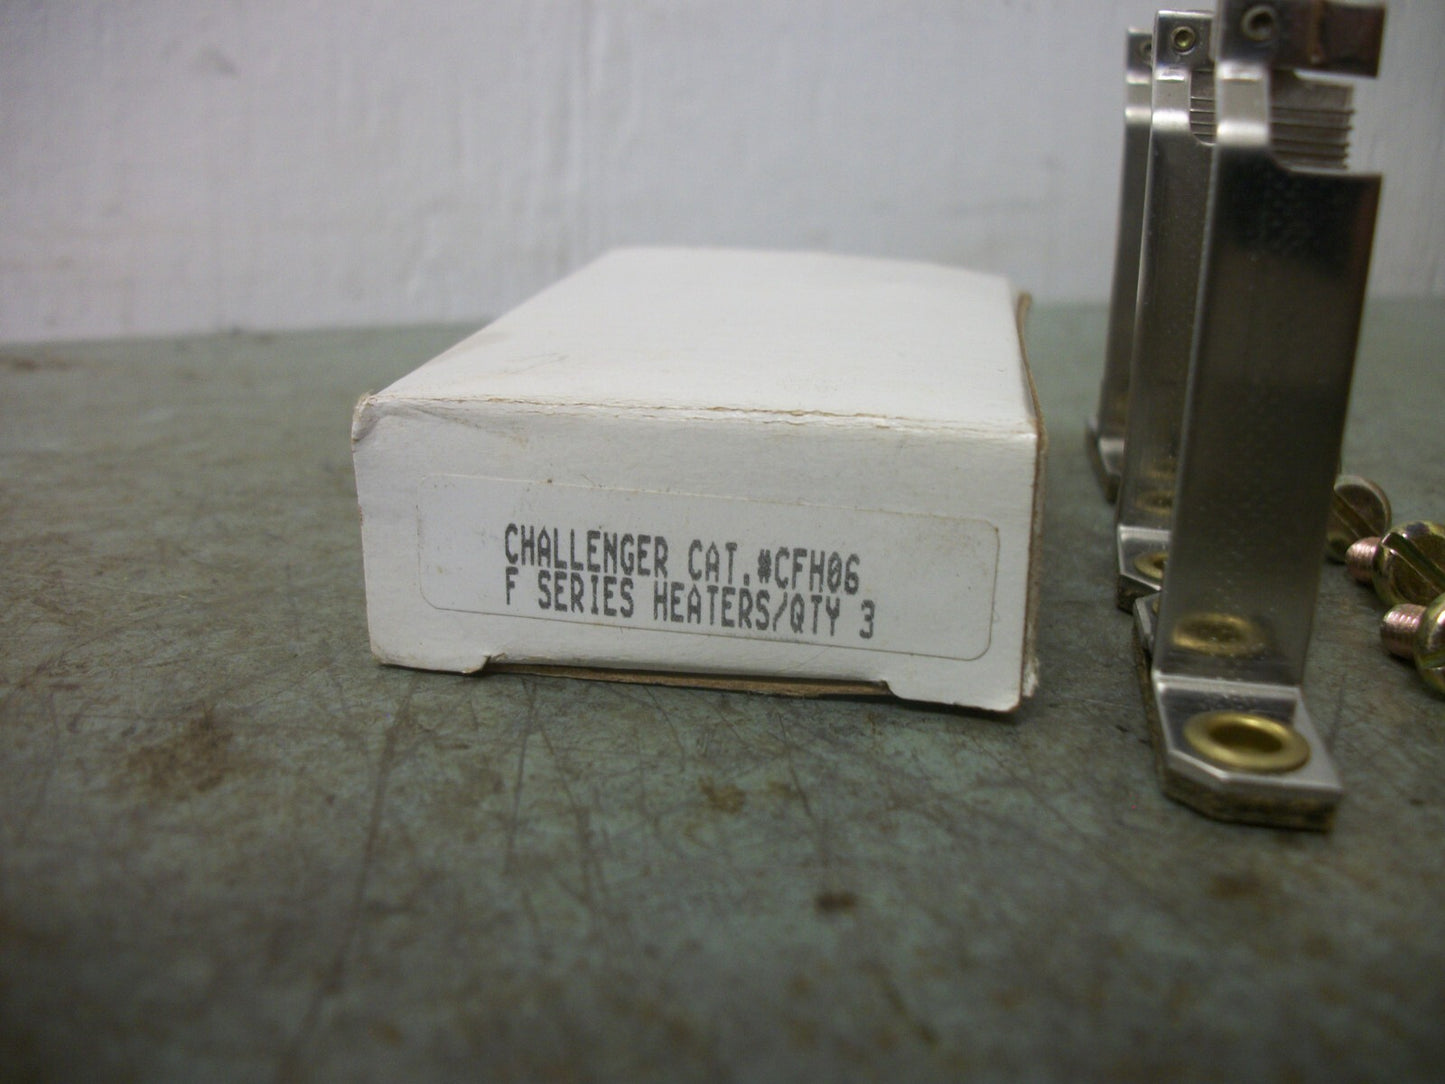 CHALLENGER CAT.#CFH06
F SERIES HEATERS/QTY 3